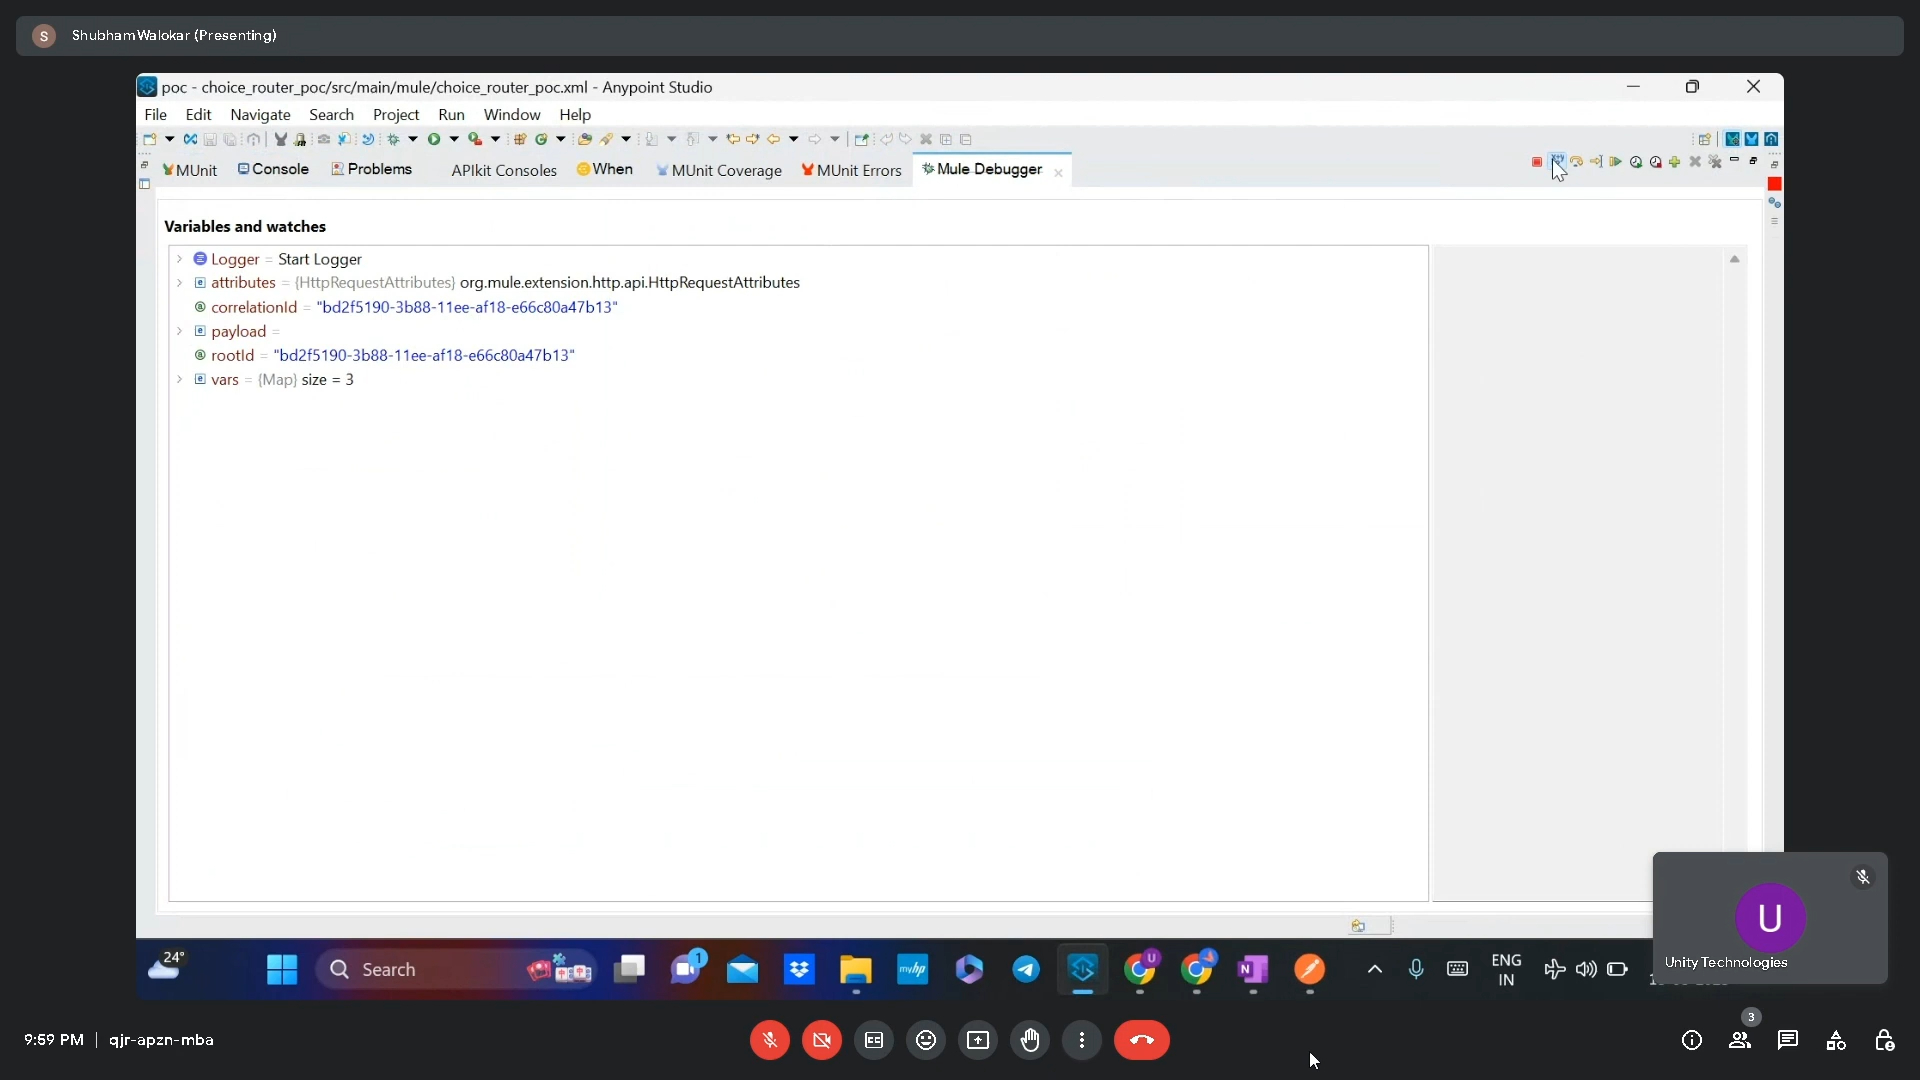 S ShubhamWalokar (Presenting)
poc - choice_router_poc/src/main/mule/choice_router_poc.xml - Anypoint Studio
File Edit Navigate Search Project Run Window Help
MUnit Console Problems APIkit Consoles When MUnit Coverage MUnit Errors Mule Debugger
Variables and watches
Logger = Start Logger
attributes = {HttpRequestAttributes} org.mule.extension.http.api.HttpRequestAttributes
correlationId = "bd2f5190-3b88-11ee-af18-e66c80a47b13"
payload =
rootId = "bd2f5190-3b88-11ee-af18-e66c80a47b13"
vars = {Map} size = 3
U
Unity Technologies
24°
Search
1
myhp
U
N
ENG
IN
9:59 PM | qjr-apzn-mba
3